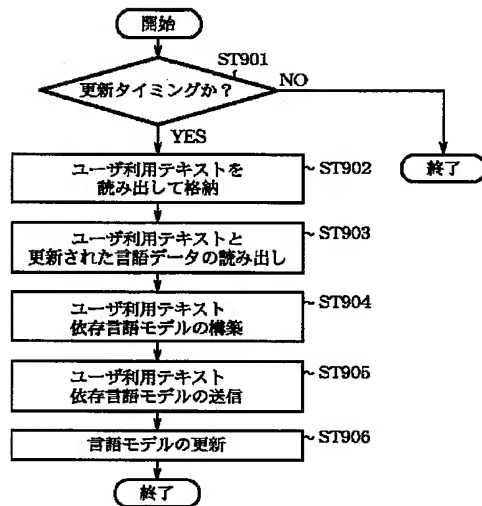 開始
ST901
更新タイミングか？
NO
YES
ユーザ利用テキストを
読み出して格納
ST902
終了
ユーザ利用テキストと
更新された言語データの読み出し
ST903
ユーザ利用テキスト
依存言語モデルの構築
ST904
ユーザ利用テキスト
依存言語モデルの送信
ST905
言語モデルの更新
ST906
終了